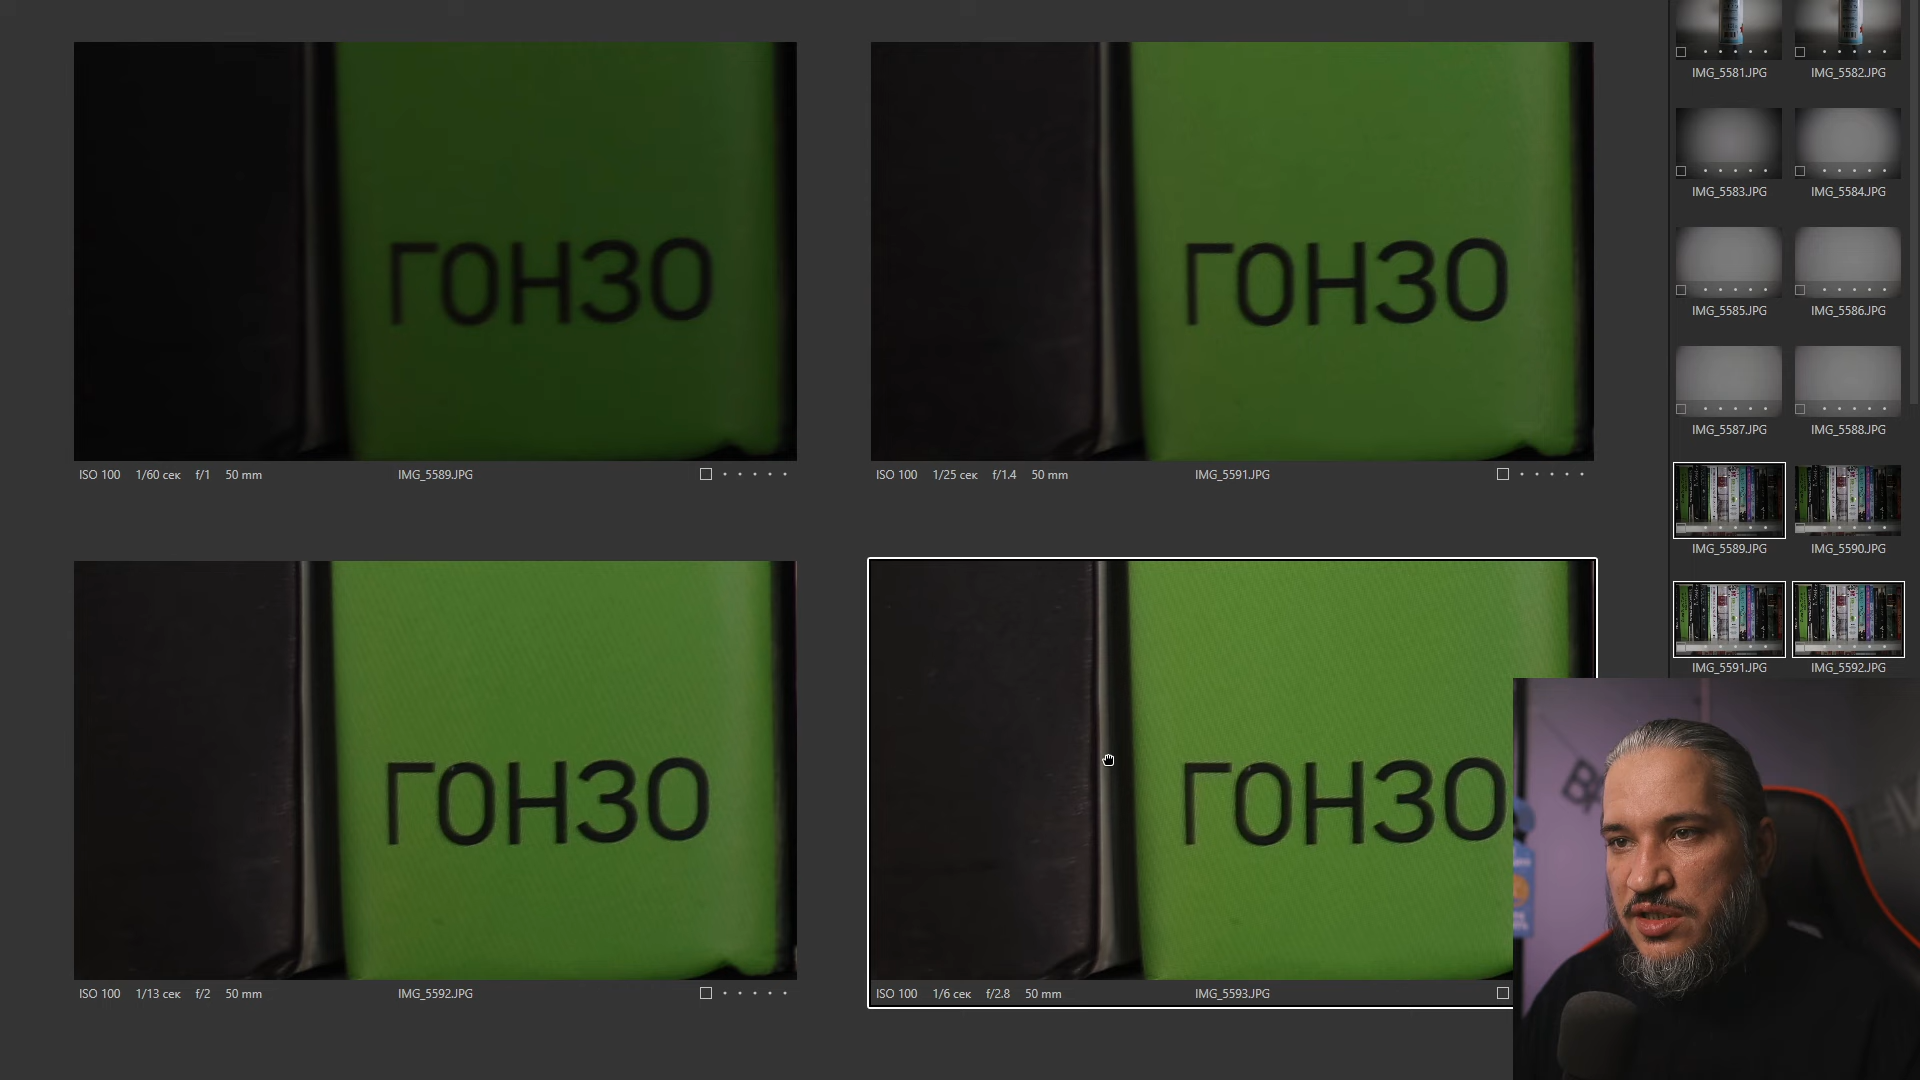 IMG_5581.JPG
IMG_5582.JPG
IMG_5583.JPG
IMG_5584.JPG
IMG_5585.JPG
IMG_5586.JPG
IMG_5587.JPG
IMG_5588.JPG
IMG_5589.JPG
IMG_5590.JPG
IMG_5591.JPG
IMG_5592.JPG
ГОНЗО
ISO 100 1/60 сек f/1 50 mm IMG_5589.JPG
ГОНЗО
ISO 100 1/25 сек f/1.4 50 mm IMG_5591.JPG
ГОНЗО
ISO 100 1/13 сек f/2 50 mm IMG_5592.JPG
ГОНЗО
ISO 100 1/6 сек f/2.8 50 mm IMG_5593.JPG